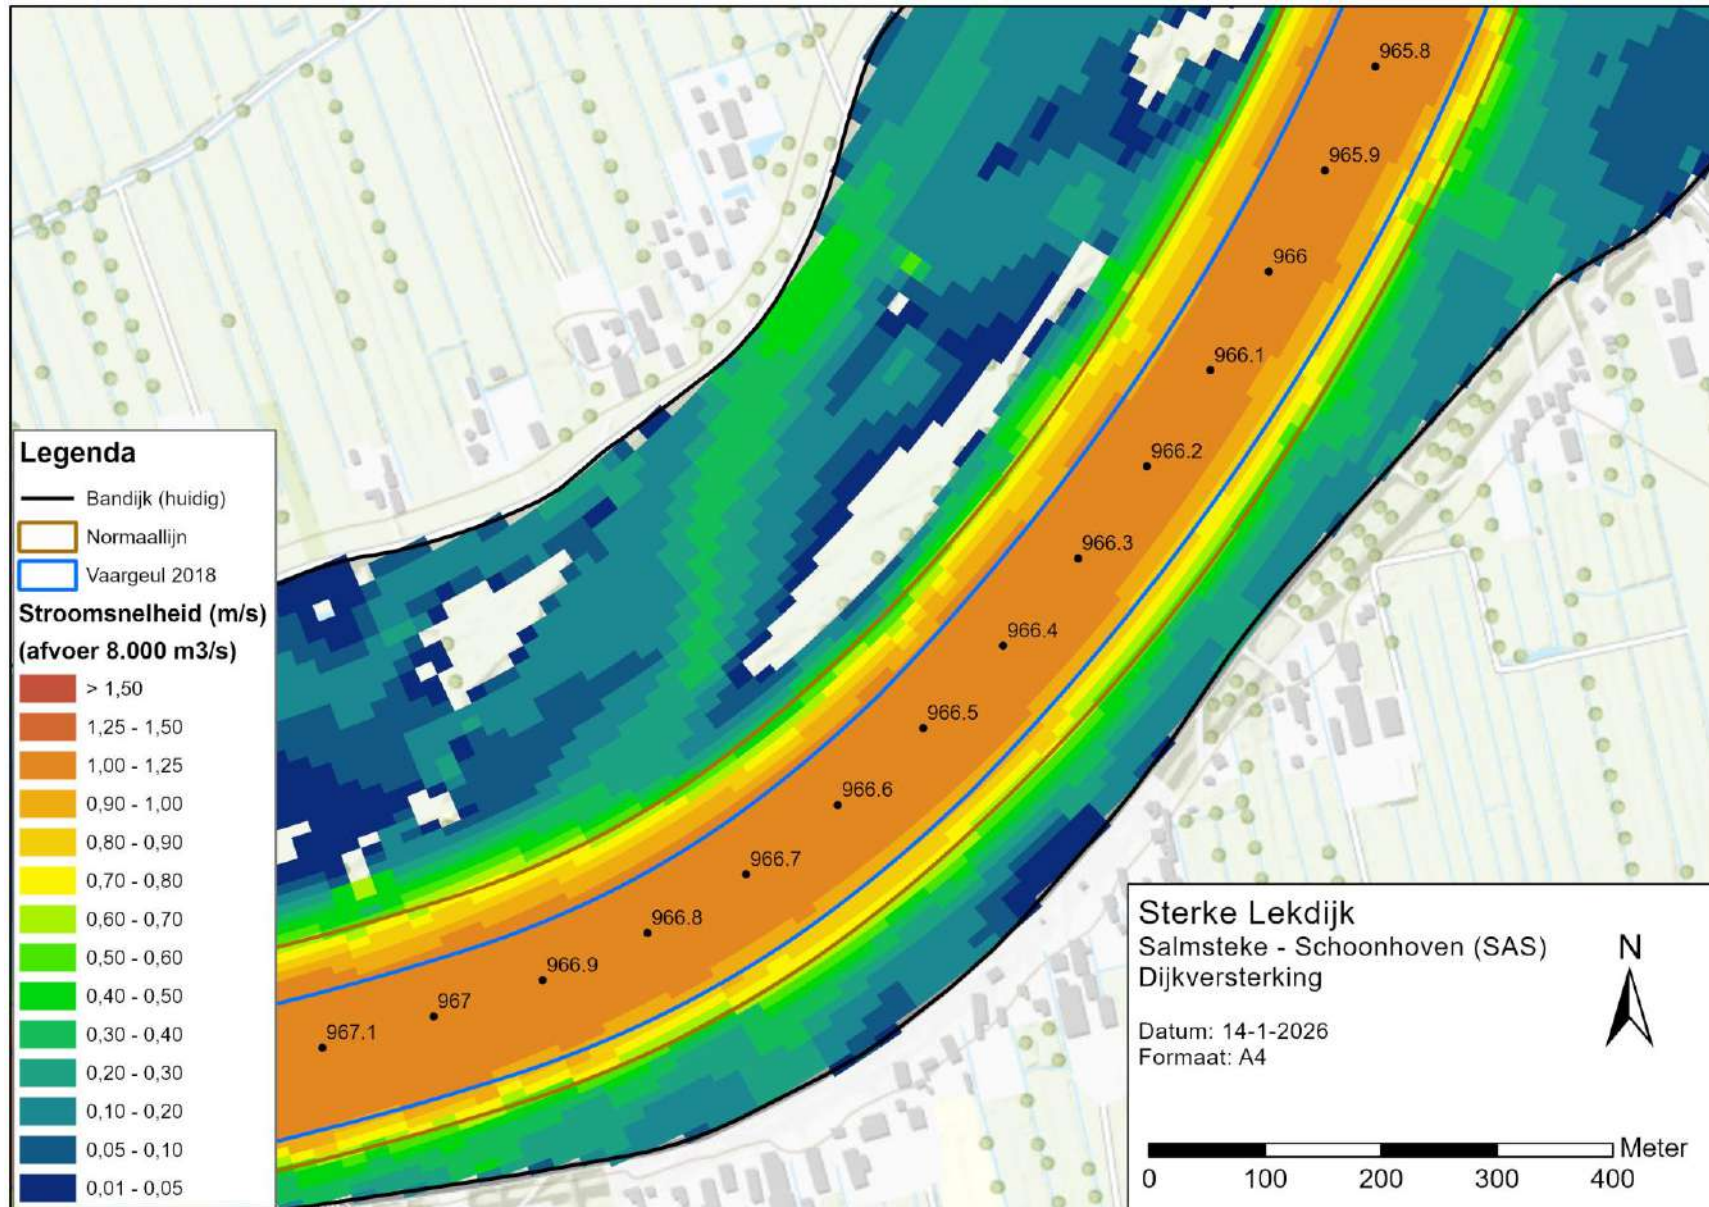 965.8
965.9
966
966.1
966.2
966.3
966.4
966.5
966.6
966.7
966.8
966.9
967
967.1
Legenda
Bandijk (huidig)
Normaallijn
Vaargeul 2018
Stroomsnelheid (m/s)
(afvoer 8.000 m3/s)
> 1,50
1,25 - 1,50
1,00 - 1,25
0,90 - 1,00
0,80 - 0,90
0,70 - 0,80
0,60 - 0,70
0,50 - 0,60
0,40 - 0,50
0,30 - 0,40
0,20 - 0,30
0,10 - 0,20
0,05 - 0,10
0,01 - 0,05
Sterke Lekdijk
Salmsteke - Schoonhoven (SAS)
Dijkversterking
Datum: 14-1-2026
Formaat: A4
N
Meter
0 100 200 300 400